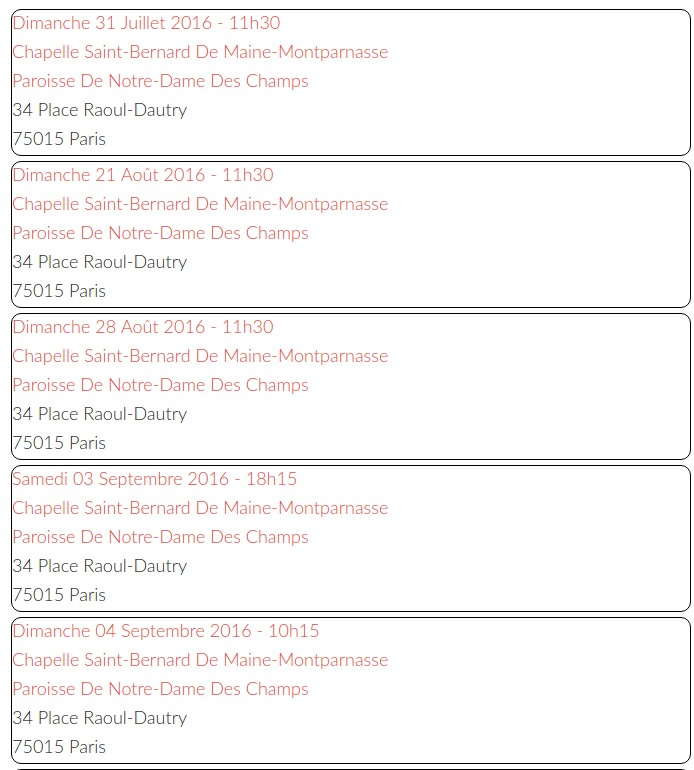 Dimanche 31 Juillet 2016 - 11h30
Chapelle Saint-Bernard De Maine-Montparnasse
Paroisse De Notre-Dame Des Champs
34 Place Raoul-Dautry
75015 Paris
Dimanche 21 Août 2016 - 11h30
Chapelle Saint-Bernard De Maine-Montparnasse
Paroisse De Notre-Dame Des Champs
34 Place Raoul-Dautry
75015 Paris
Dimanche 28 Août 2016 - 11h30
Chapelle Saint-Bernard De Maine-Montparnasse
Paroisse De Notre-Dame Des Champs
34 Place Raoul-Dautry
75015 Paris
Samedi 03 Septembre 2016 - 18h15
Chapelle Saint-Bernard De Maine-Montparnasse
Paroisse De Notre-Dame Des Champs
34 Place Raoul-Dautry
75015 Paris
Dimanche 04 Septembre 2016 - 10h15
Chapelle Saint-Bernard De Maine-Montparnasse
Paroisse De Notre-Dame Des Champs
34 Place Raoul-Dautry
75015 Paris